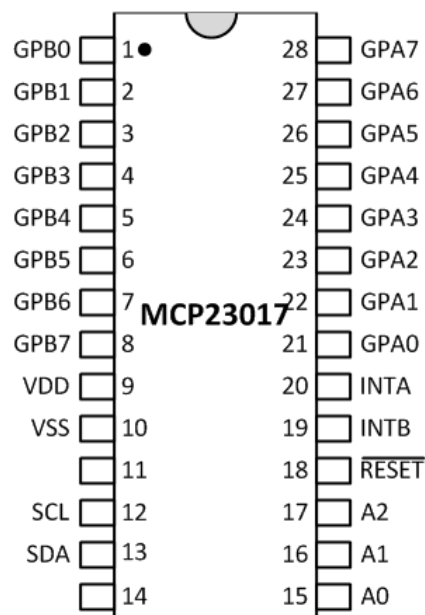 GPB0 1 28 GPA7
GPB1 2 27 GPA6
GPB2 3 26 GPA5
GPB3 4 25 GPA4
GPB4 5 24 GPA3
GPB5 6 23 GPA2
GPB6 7 MCP23017 22 GPA1
GPB7 8 21 GPA0
VDD 9 20 INTA
VSS 10 19 INTB
11 18 RESET
SCL 12 17 A2
SDA 13 16 A1
14 15 A0